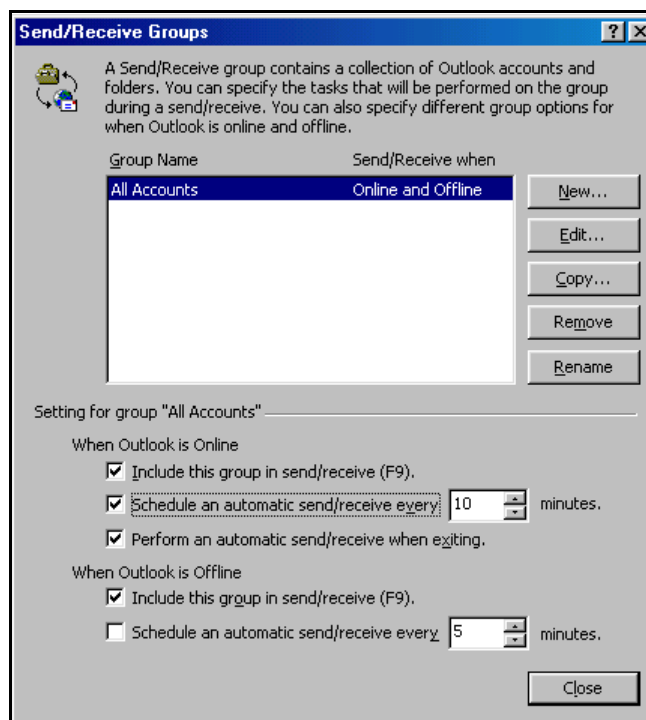 Send/Receive Groups
A Send/Receive group contains a collection of Outlook accounts and
folders. You can specify the tasks that will be performed on the group
during a send/receive. You can also specify different group options for
when Outlook is online and offline.
Group Name Send/Receive when
All Accounts Online and Offline
New...
Edit...
Copy...
Remove
Rename
Setting for group "All Accounts"
When Outlook is Online
Include this group in send/receive (F9).
Schedule an automatic send/receive every 10 minutes.
Perform an automatic send/receive when exiting.
When Outlook is Offline
Include this group in send/receive (F9).
Schedule an automatic send/receive every 5 minutes.
Close